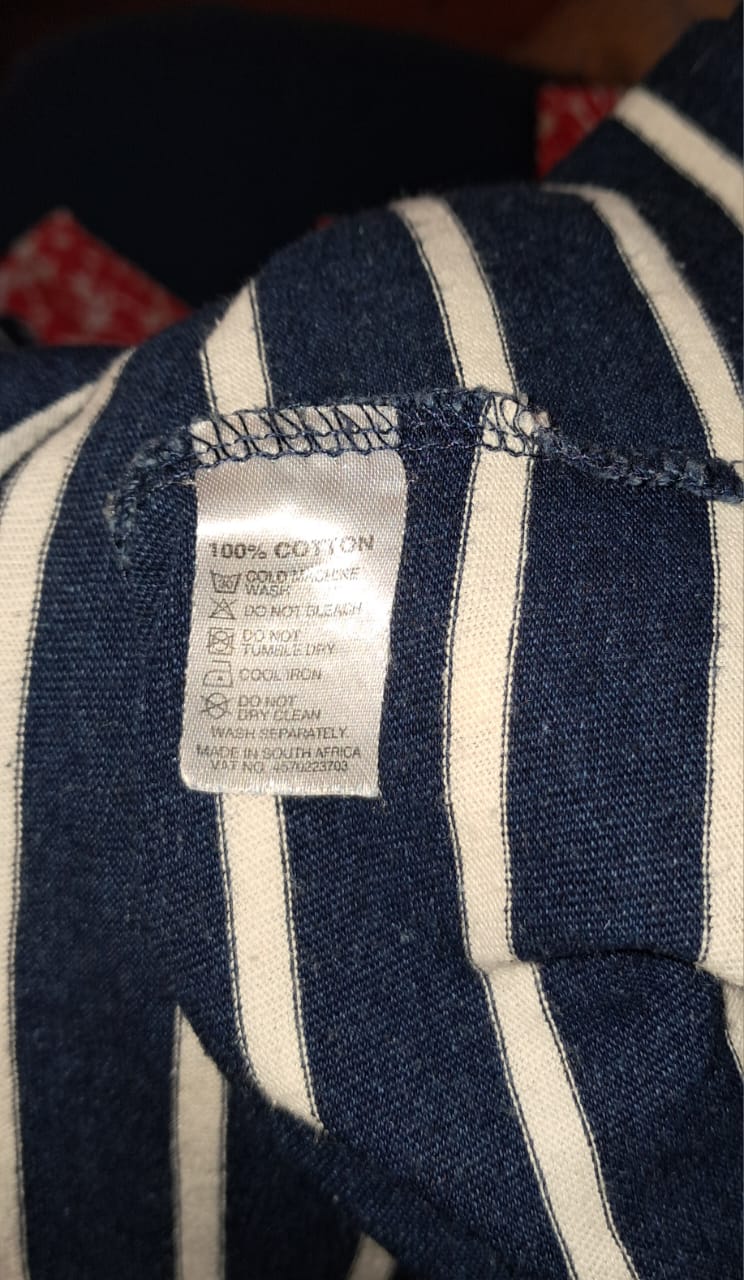 100% COTTON
COLD MACHINE
WASH
DO NOT BLEACH
DO NOT
TUMBLE DRY
COOL IRON
DO NOT
DRY CLEAN
WASH SEPARATELY.
MADE IN SOUTH AFRICA
VAT NO. 4570223703